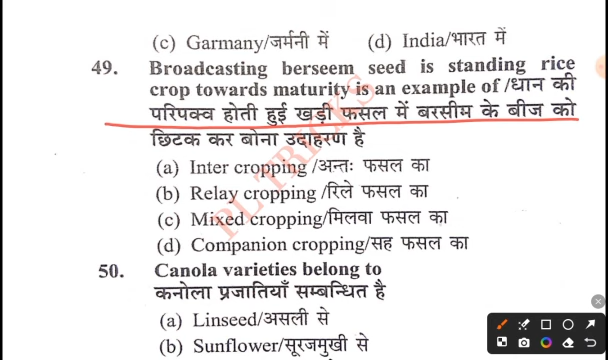 (c) Garmany/जर्मनी में (d) India/भारत में
49. Broadcasting berseem seed is standing rice
crop towards maturity is an example of /धान की
परिपक्व होती हुई खड़ी फसल में बरसीम के बीज को
छिटक कर बोना उदाहरण है
(a) Inter cropping /अन्तः फसल का
(b) Relay cropping /रिले फसल का
(c) Mixed cropping/मिलवा फसल का
(d) Companion cropping/सह फसल का
50. Canola varieties belong to
कनोला प्रजातियाँ सम्बन्धित है
(a) Linseed/असली से
(b) Sunflower/सूरजमुखी से
PL TRICKS